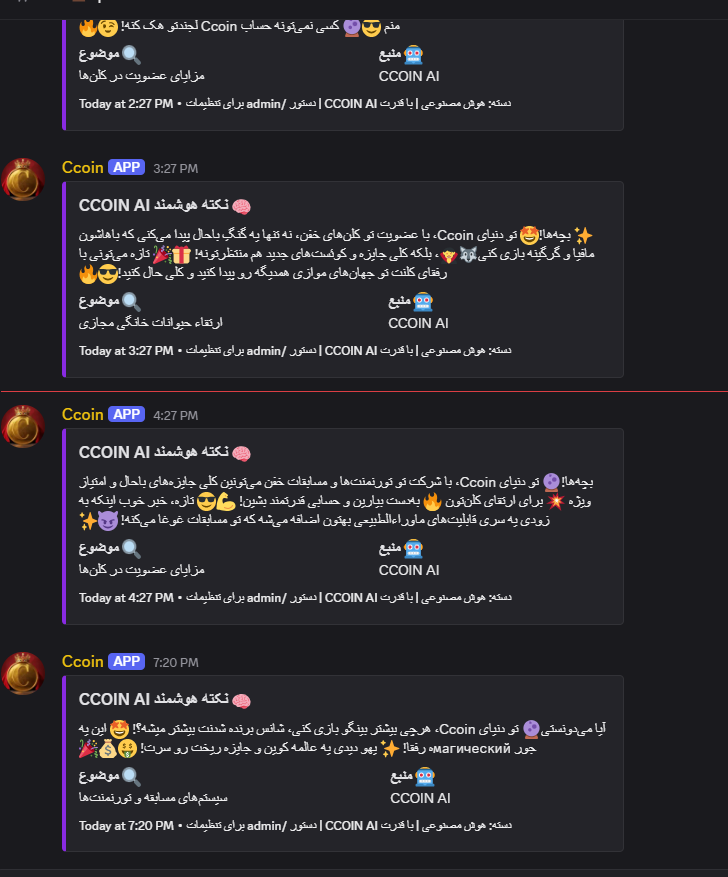 منم 😎🔮 کسی نمی‌تونه حساب Ccoin لجندتو هک کنه! 😉🔥
🔍 موضوع
🤖 منبع
مزایای عضویت در کلن‌ها
CCOIN AI
دسته: هوش مصنوعی | با قدرت CCOIN AI | دستور /admin برای تنظیمات • Today at 2:27 PM
Ccoin APP 3:27 PM
🧠 نکته هوشمند CCOIN AI
✨ بچه‌ها!🤩 تو دنیای Ccoin، با عضویت تو کلن‌های خفن، نه تنها یه گنگِ باحال پیدا می‌کنی که باهاشون
مافیا و گرگینه بازی کنی🐺، بلکه کلی جایزه و کوئست‌های جدید هم منتظرتونه! 🎁🎉 تازه می‌تونی با
رفقای کلنت تو جهان‌های موازی همدیگه رو پیدا کنید و کلی حال کنید!😎🔥
🔍 موضوع
🤖 منبع
ارتقاء حیوانات خانگی مجازی
CCOIN AI
دسته: هوش مصنوعی | با قدرت CCOIN AI | دستور /admin برای تنظیمات • Today at 3:27 PM
Ccoin APP 4:27 PM
🧠 نکته هوشمند CCOIN AI
بچه‌ها!🔮 تو دنیای Ccoin، با شرکت تو تورنمنت‌ها و مسابقات خفن می‌تونین کلی جایزه‌های باحال و امتیاز
ویژه 💥 برای ارتقای کلن‌تون 🔥 به‌دست بیارین و حسابی قدرتمند بشین! 💪😎 تازه، خبر خوب اینکه به
زودی یه سری قابلیت‌های ماوراءالطبیعی بهتون اضافه می‌شه که تو مسابقات غوغا می‌کنه! 😈✨
🔍 موضوع
🤖 منبع
مزایای عضویت در کلن‌ها
CCOIN AI
دسته: هوش مصنوعی | با قدرت CCOIN AI | دستور /admin برای تنظیمات • Today at 4:27 PM
Ccoin APP 7:20 PM
🧠 نکته هوشمند CCOIN AI
آیا می‌دونستی🔮 تو دنیای Ccoin، هرچی بیشتر بینگو بازی کنی، شانس برنده شدنت بیشتر میشه؟! 🤩 این یه
جور магическийه رفقا! ✨ یهو دیدی یه عالمه کوین و جایزه ریخت رو سرت! 🤑💰🎉
🔍 موضوع
🤖 منبع
سیستم‌های مسابقه و تورنمنت‌ها
CCOIN AI
دسته: هوش مصنوعی | با قدرت CCOIN AI | دستور /admin برای تنظیمات • Today at 7:20 PM